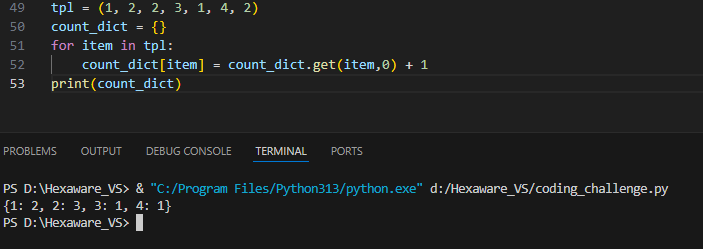 49 tpl = (1, 2, 2, 3, 1, 4, 2)
50 count_dict = {}
51 for item in tpl:
52     count_dict[item] = count_dict.get(item,0) + 1
53 print(count_dict)
PROBLEMS OUTPUT DEBUG CONSOLE TERMINAL PORTS
PS D:\Hexaware_VS> & "C:/Program Files/Python313/python.exe" d:/Hexaware_VS/coding_challenge.py
{1: 2, 2: 3, 3: 1, 4: 1}
PS D:\Hexaware_VS>